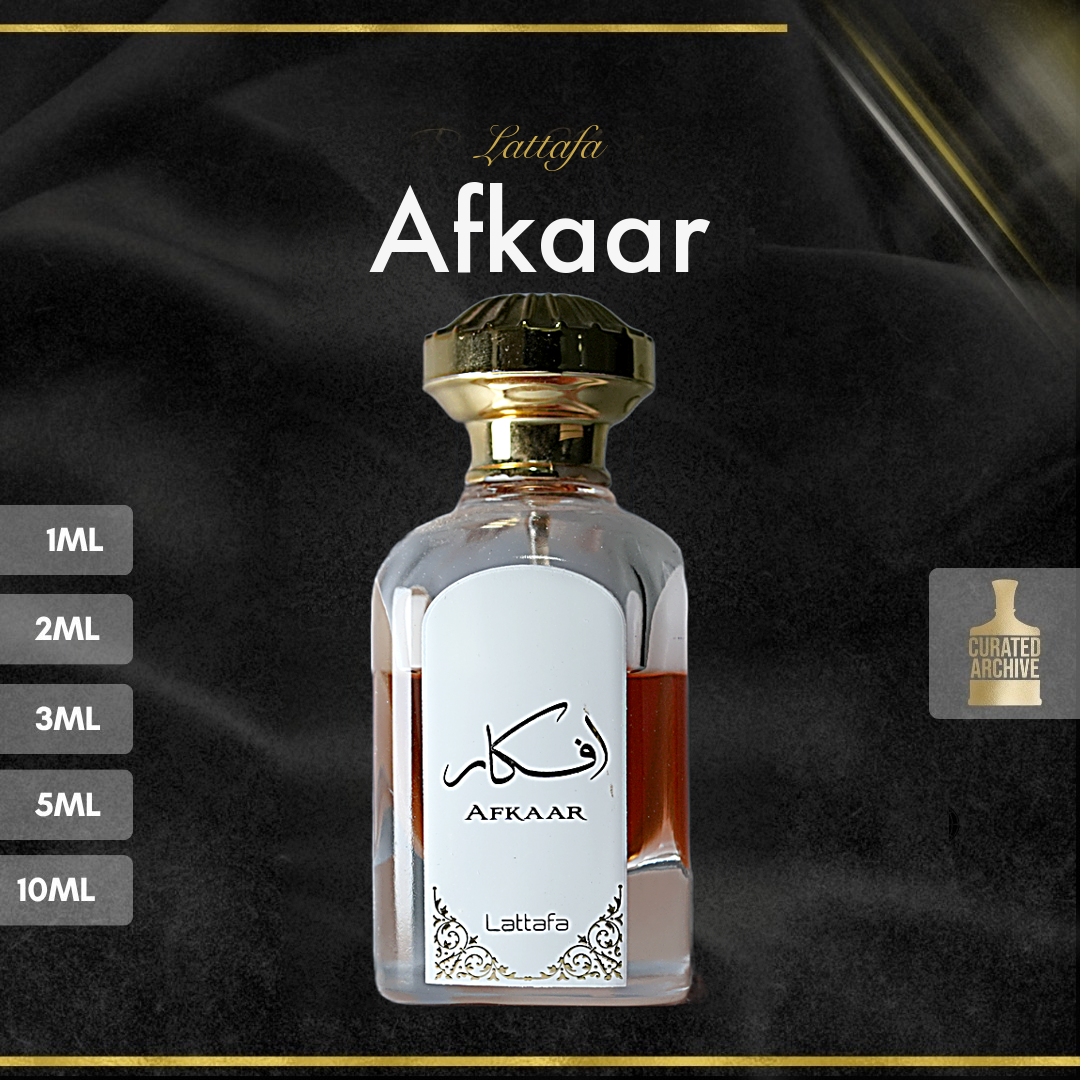 Lattafa
Afkaar
1ML
2ML
3ML
5ML
10ML
CURATED
ARCHIVE
افكار
AFKAAR
Lattafa